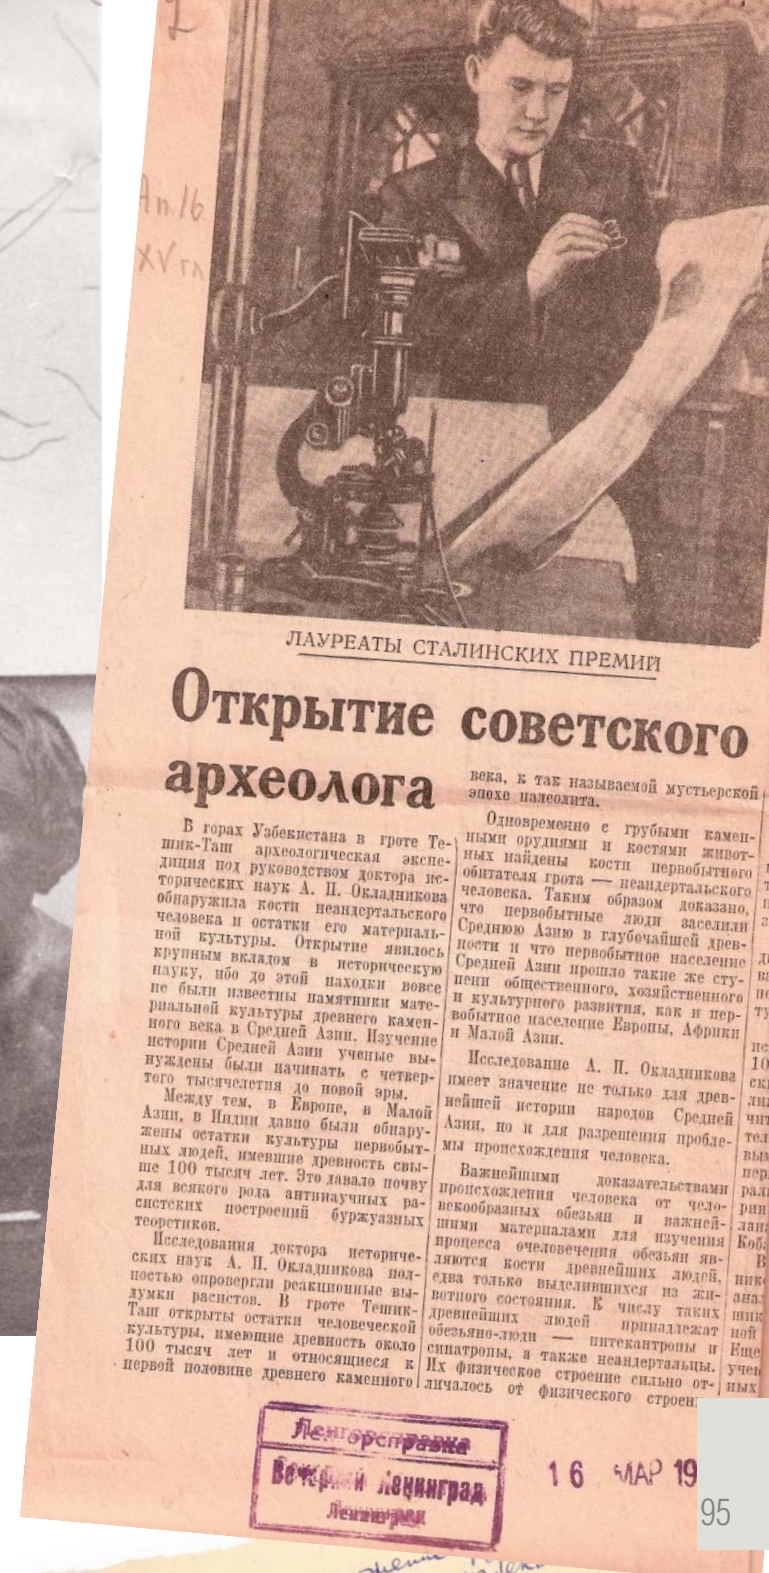 2
Ап.16
XV гл
ЛАУРЕАТЫ СТАЛИНСКИХ ПРЕМИЙ
Открытие советского
археолога
В горах Узбекистана в гроте Те-
шик-Таш археологическая экспе-
диция под руководством доктора ис-
торических наук А. П. Окладникова
обнаружила кости неандертальского
человека и остатки его материаль-
ной культуры. Открытие явилось
крупным вкладом в историческую
науку, ибо до этой находки вовсе
не были известны памятники мате-
риальной культуры древнего камен-
ного века в Средней Азии. Изучение
истории Средней Азии ученые вы-
нуждены были начинать с четвер-
того тысячелетия до новой эры.
Между тем, в Европе, в Малой
Азии, в Индии давно были обнару-
жены остатки культуры первобыт-
ных людей, имевшие древность свы-
ше 100 тысяч лет. Это давало почву
для всякого рода антинаучных ра-
систских построений буржуазных
теоретиков.
Исследования доктора историче-
ских наук А. П. Окладникова пол-
ностью опровергли реакционные вы-
думки расистов. В гроте Тешик-
Таш открыты остатки человеческой
культуры, имеющие древность около
100 тысяч лет и относящиеся к
первой половине древнего каменного
века, к так называемой мустьерской
эпохе палеолита.
Одновременно с грубыми камен-
ными орудиями и костями живот-
ных найдены кости первобытного
обитателя грота — неандертальского
человека. Таким образом доказано,
что первобытные люди заселили
Среднюю Азию в глубочайшей древ-
ности и что первобытное население
Средней Азии прошло такие же сту-
пени общественного, хозяйственного
и культурного развития, как и пер-
вобытное население Европы, Африки
и Малой Азии.
Исследование А. П. Окладникова
имеет значение не только для древ-
нейшей истории народов Средней
Азии, но и для разрешения пробле-
мы происхождения человека.
Важнейшими доказательствами
происхождения человека от чело-
векообразных обезьян и важней-
шими материалами для изучения
процесса очеловечения обезьян яв-
ляются кости древнейших людей,
едва только выделившихся из жи-
вотного состояния. К числу таких
древнейших людей принадлежат
обезьяно-люди — питекантропы и
синатропы, а также неандертальцы.
Их физическое строение сильно от-
личалось от физического строен
Ленгорсправка
Вечерний Ленинград
Ленинград
16 МАР 19
95